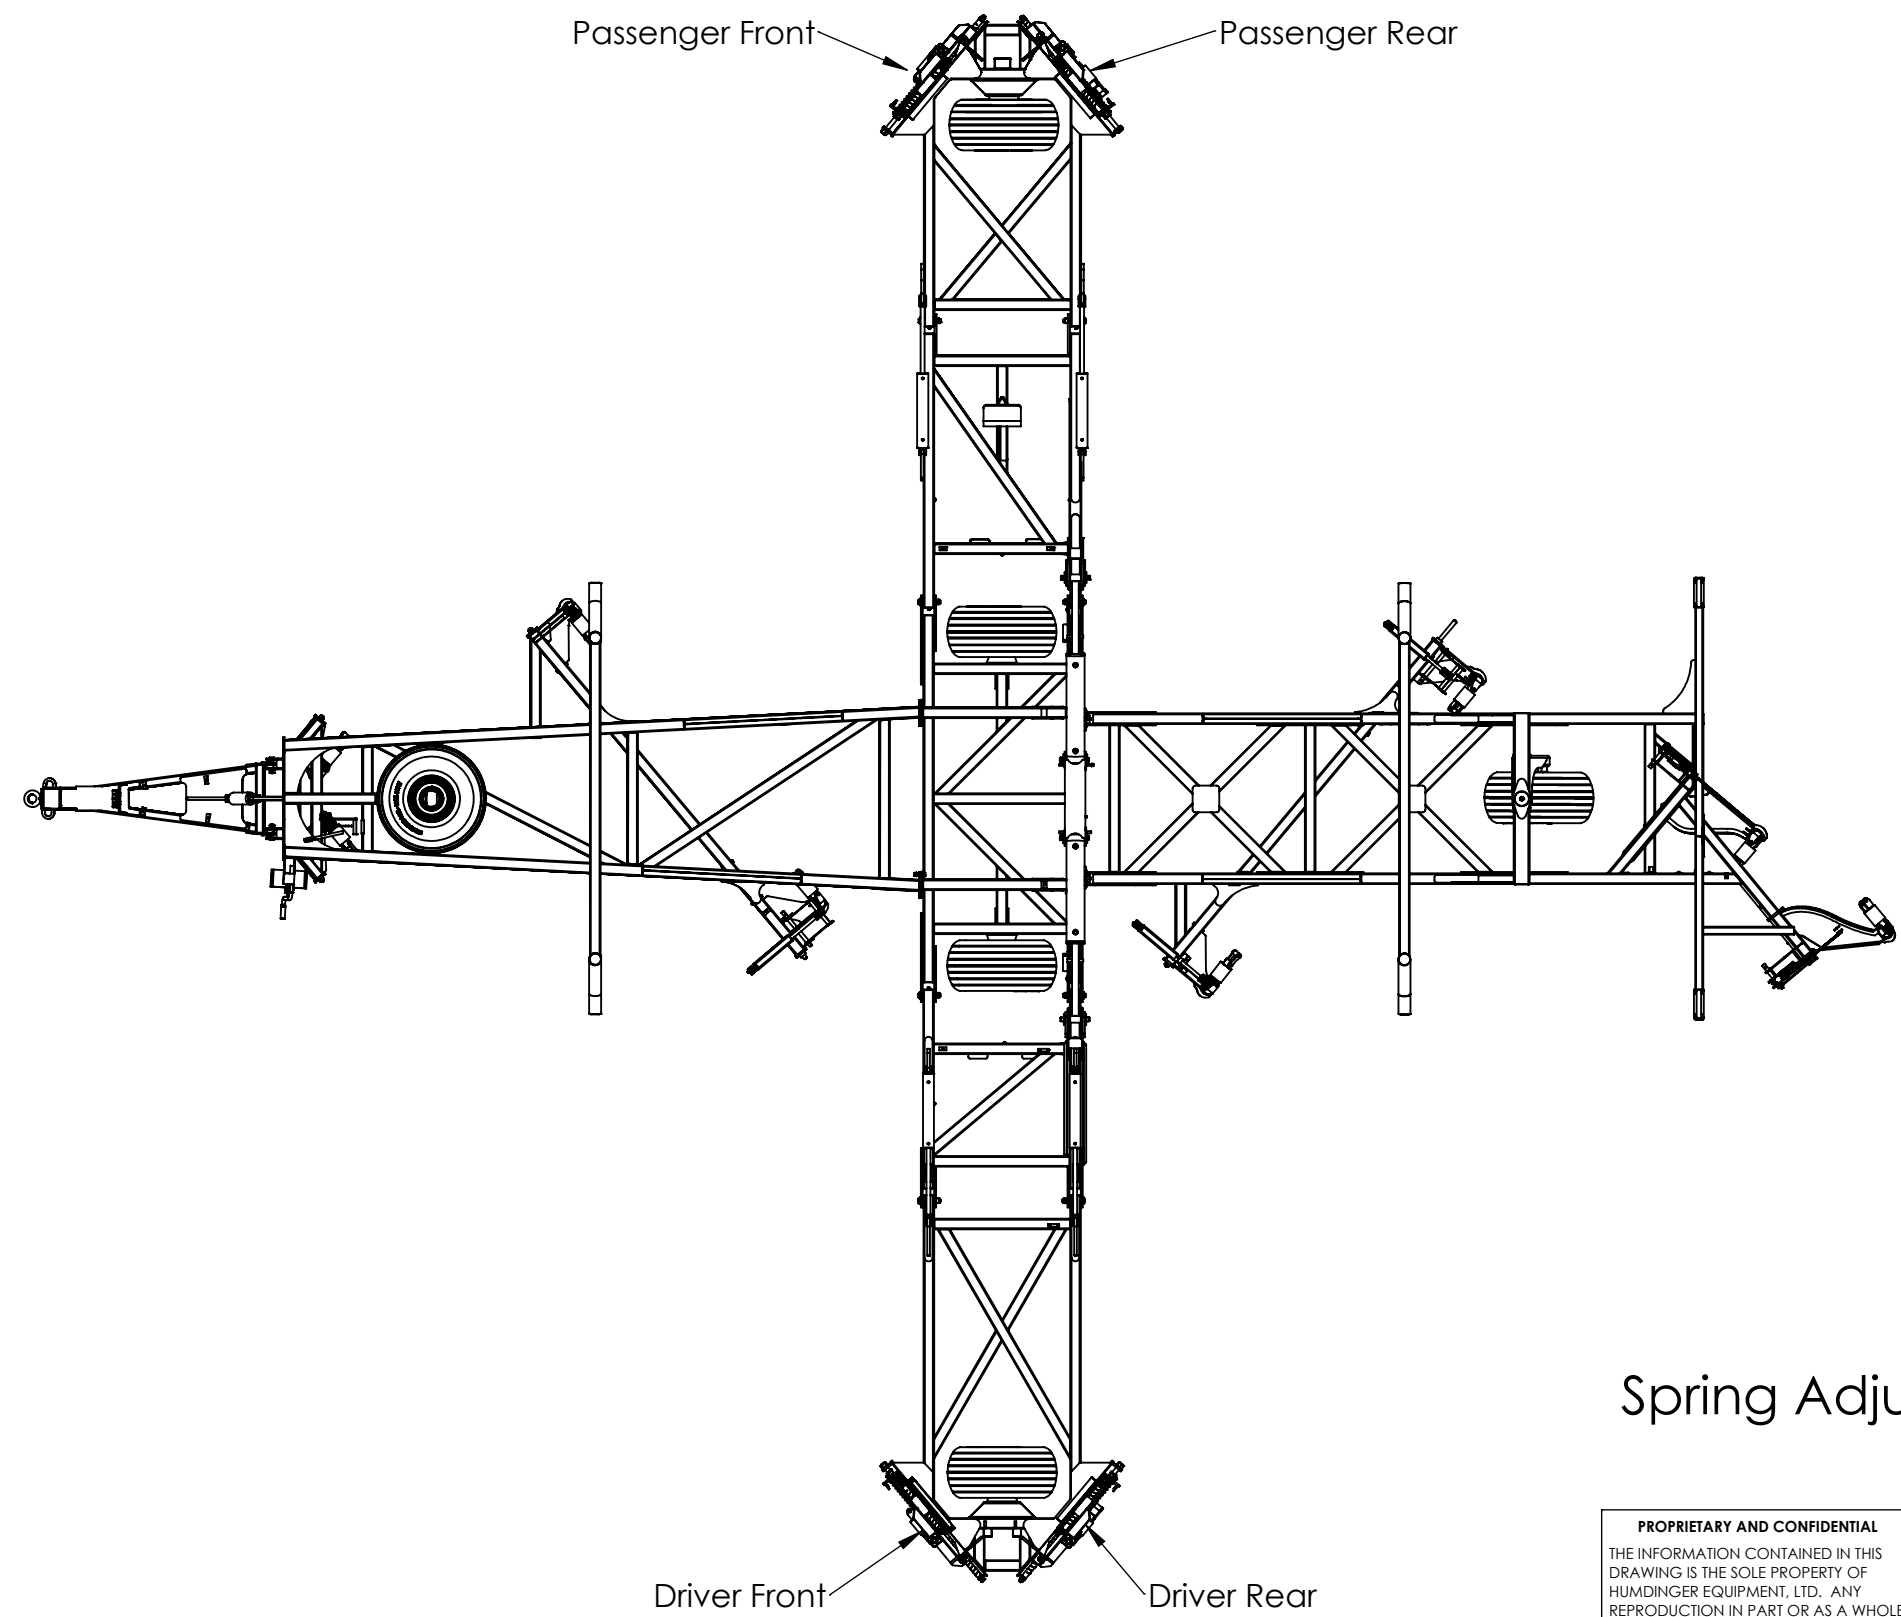 Passenger Front
Passenger Rear
Driver Front
Driver Rear
Spring Adju
PROPRIETARY AND CONFIDENTIAL
THE INFORMATION CONTAINED IN THIS
DRAWING IS THE SOLE PROPERTY OF
HUMDINGER EQUIPMENT, LTD. ANY
REPRODUCTION IN PART OR AS A WHOLE